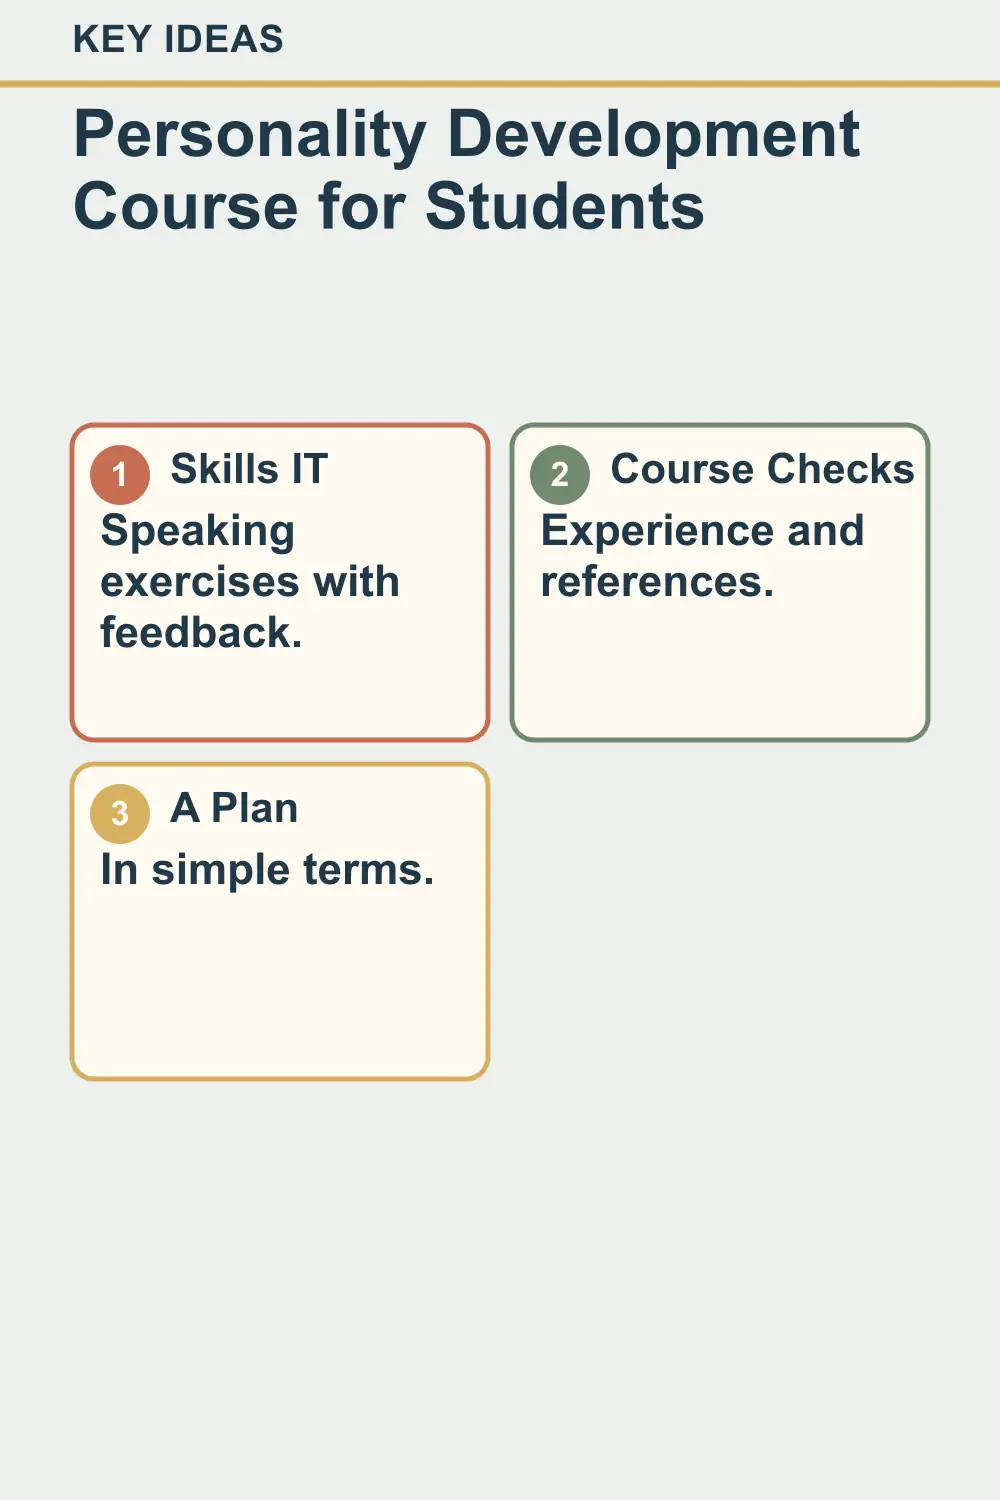 KEY IDEAS
Personality Development
Course for Students
1 Skills IT
Speaking
exercises with
feedback.
2 Course Checks
Experience and
references.
3 A Plan
In simple terms.